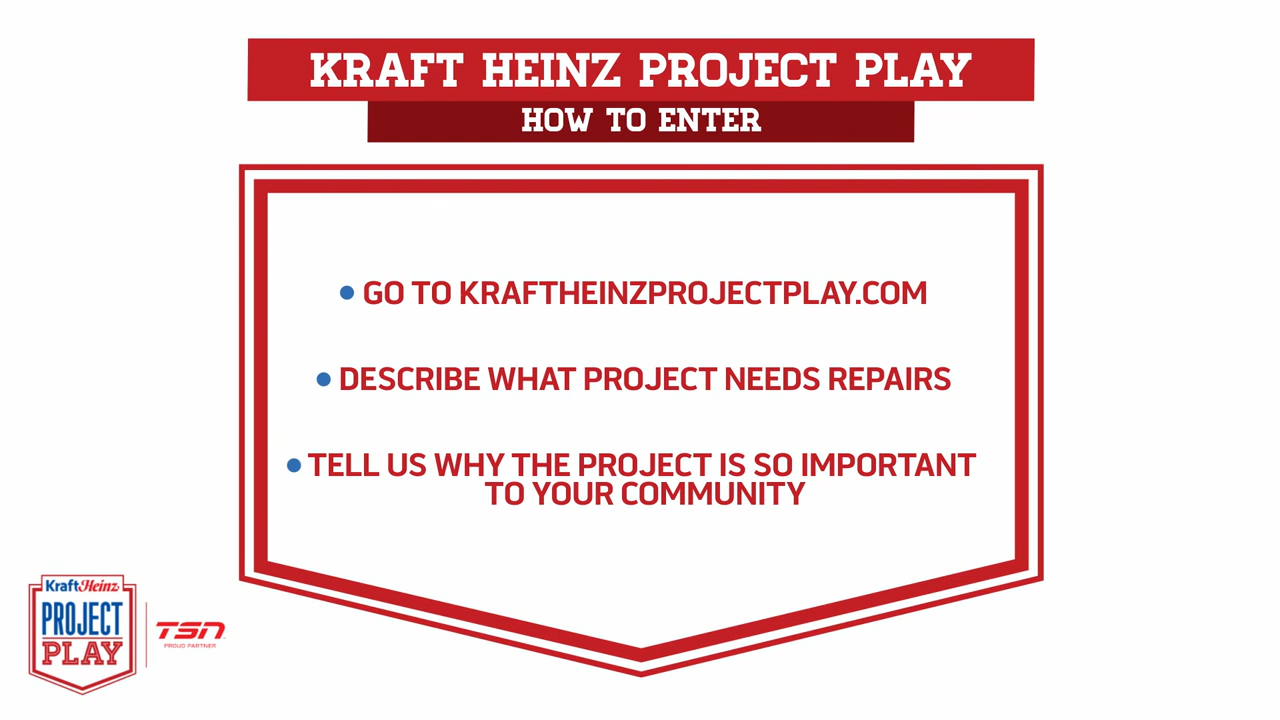 KRAFT HEINZ PROJECT PLAY
HOW TO ENTER
• GO TO KRAFTHEINZPROJECTPLAY.COM
• DESCRIBE WHAT PROJECT NEEDS REPAIRS
• TELL US WHY THE PROJECT IS SO IMPORTANT
TO YOUR COMMUNITY
KraftHeinz
PROJECT
PLAY
TSN
PROUD PARTNER